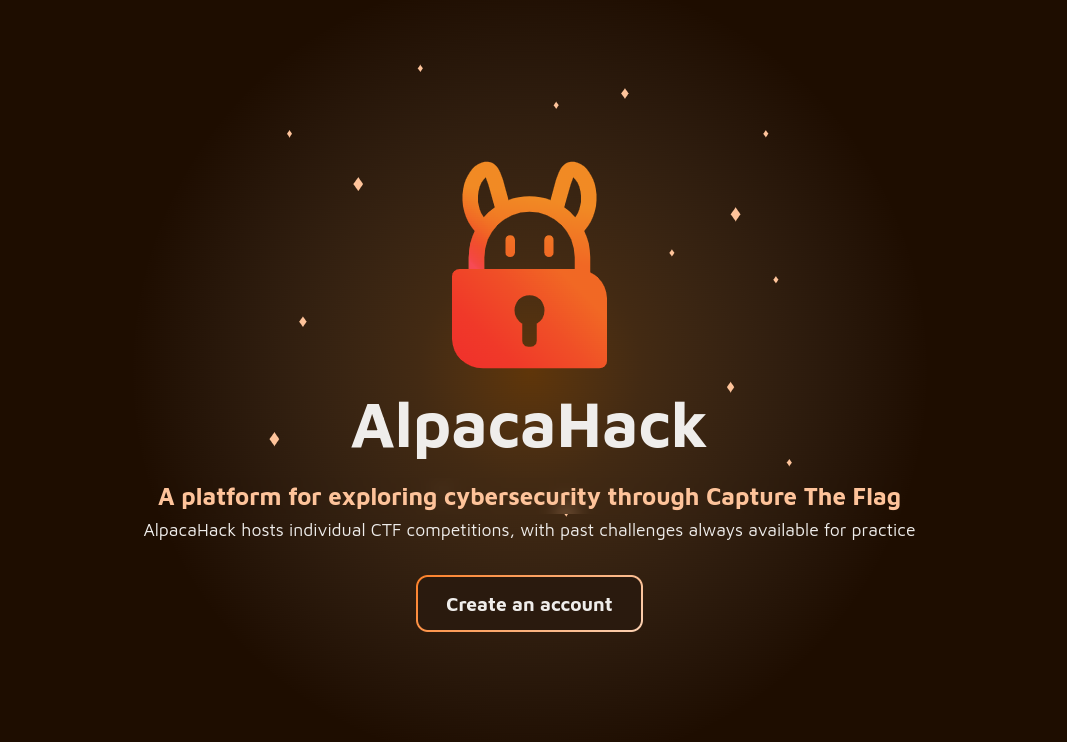 AlpacaHack
A platform for exploring cybersecurity through Capture The Flag
AlpacaHack hosts individual CTF competitions, with past challenges always available for practice
Create an account